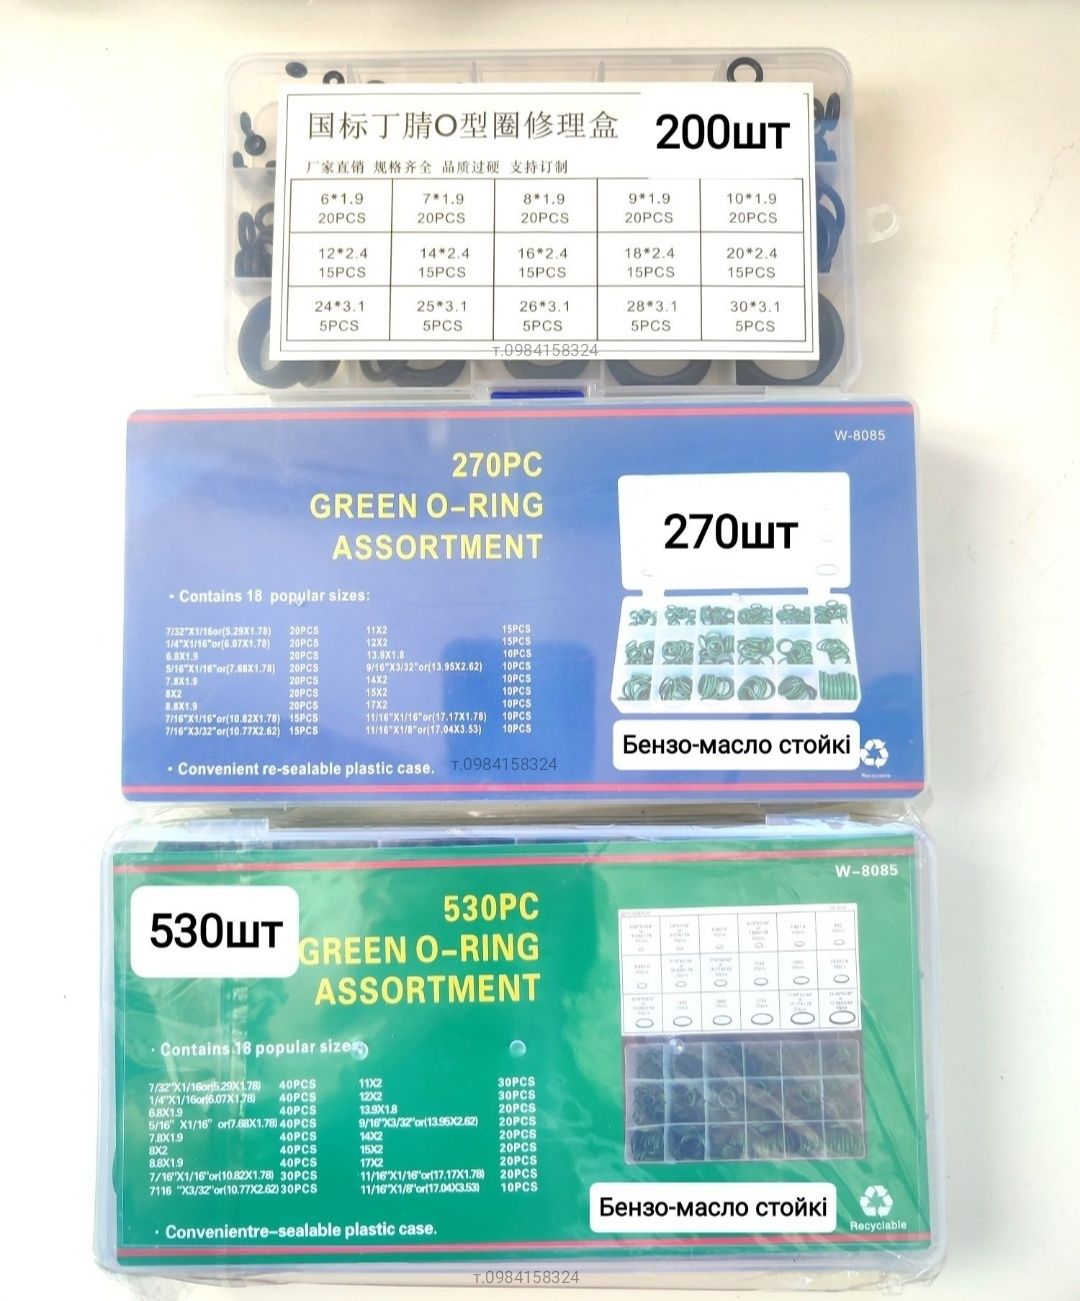 国标丁腈O型圈修理盒
200шт
厂家直销 规格齐全 品质过硬 支持订制
6*1.9 7*1.9 8*1.9 9*1.9 10*1.9
20PCS 20PCS 20PCS 20PCS 20PCS
12*2.4 14*2.4 16*2.4 18*2.4 20*2.4
15PCS 15PCS 15PCS 15PCS 15PCS
24*3.1 25*3.1 26*3.1 28*3.1 30*3.1
5PCS 5PCS 5PCS 5PCS 5PCS
т.0984158324
W-8085
270PC
GREEN O-RING
ASSORTMENT
270шт
· Contains 18 popular sizes:
7/32"X1/16or(5.29X1.78) 20PCS 11X2 15PCS
1/4"X1/16"or(6.07X1.78) 20PCS 12X2 15PCS
6.8X1.9 20PCS 13.9X1.8 10PCS
5/16"X1/16"or(7.68X1.78) 20PCS 9/16"X3/32"or(13.95X2.62) 10PCS
7.8X1.9 20PCS 14X2 10PCS
8X2 20PCS 15X2 10PCS
8.8X1.9 20PCS 17X2 10PCS
7/16"X1/16"or(10.82X1.78) 15PCS 11/16"X1/16"or(17.17X1.78) 10PCS
7/16"X3/32"or(10.77X2.62) 15PCS 11/16"X1/8"or(17.04X3.53) 10PCS
Бензо-масло стойкі
· Convenient re-sealable plastic case.
т.0984158324
Recyclable
W-8085
530шт
530PC
GREEN O-RING
ASSORTMENT
· Contains 18 popular sizes
7/32"X1/16or(5.29X1.78) 40PCS 11X2 30PCS
1/4"X1/16or(6.07X1.78) 40PCS 12X2 30PCS
6.8X1.9 40PCS 13.9X1.8 20PCS
5/16" X1/16" or(7.68X1.78) 40PCS 9/16"X3/32"or(13.95X2.62) 20PCS
7.8X1.9 40PCS 14X2 20PCS
8X2 40PCS 15X2 20PCS
8.8X1.9 40PCS 17X2 20PCS
7/16"X1/16"or(10.82X1.78) 30PCS 11/16"X1/16"or(17.17X1.78) 20PCS
7116 "X3/32"or(10.77X2.62) 30PCS 11/16"X1/8"or(17.04X3.53) 10PCS
Бензо-масло стойкі
· Convenientre-sealable plastic case.
Recyclable
т.0984158324